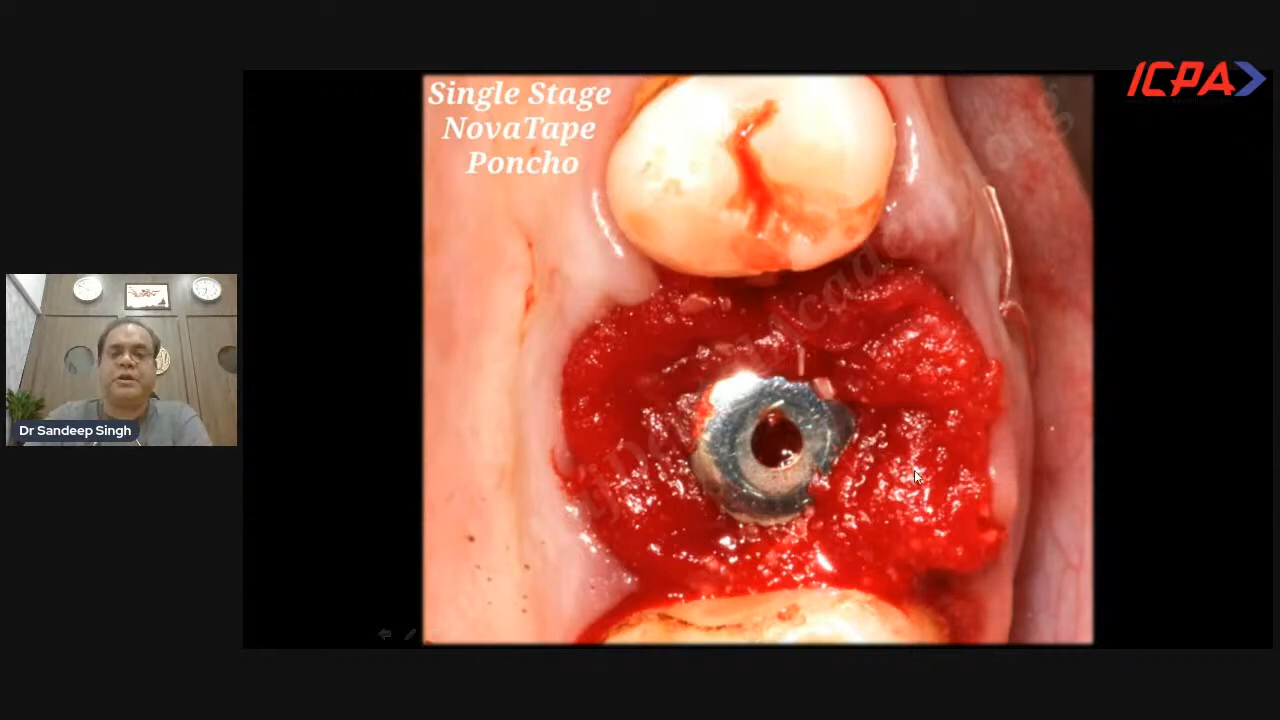 Single Stage
NovaTape
Poncho
ICPA
Dr Sandeep Singh